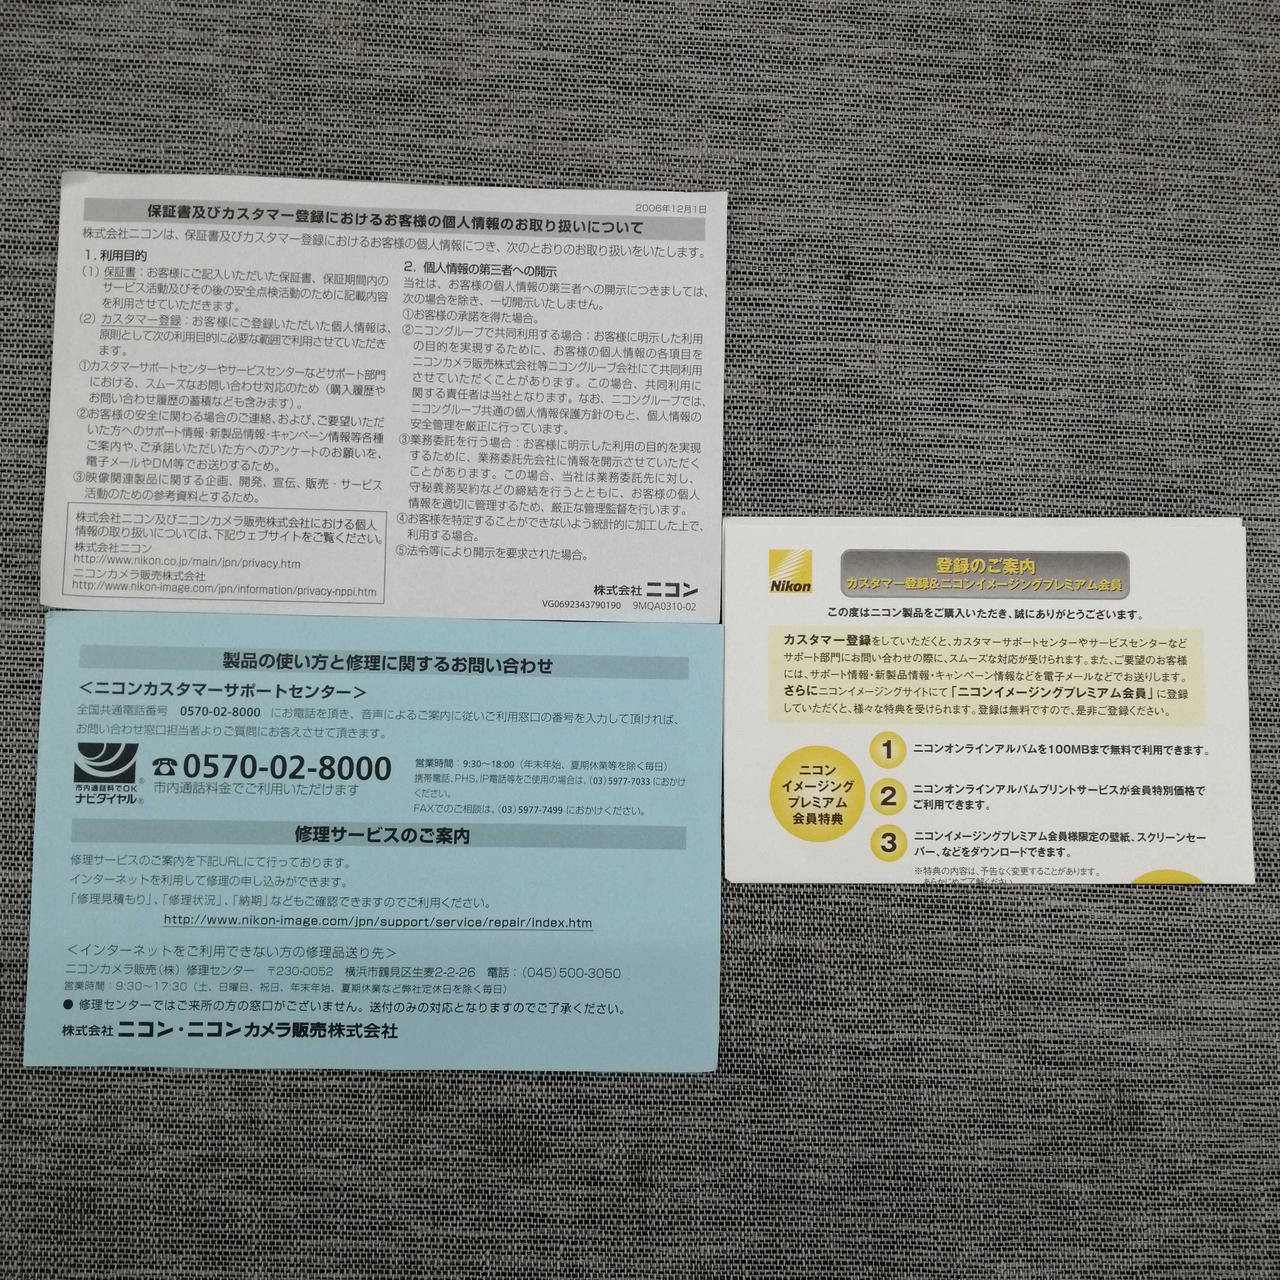 2006年12月1日
保証書及びカスタマー登録におけるお客様の個人情報のお取り扱いについて
株式会社ニコンは、保証書及びカスタマー登録におけるお客様の個人情報につき、次のとおりのお取り扱いをいたします。
1. 利用目的
(1) 保証書：お客様にご記入いただいた保証書、保証期間内の
サービス活動及びその後の安全点検活動のために記載内容
を利用させていただきます。
(2) カスタマー登録：お客様にご登録いただいた個人情報は、
原則として次の利用目的に必要な範囲で利用させていただき
ます。
①カスタマーサポートセンターやサービスセンターなどサポート部門
における、スムーズなお問い合わせ対応のため（購入履歴や
お問い合わせ履歴の蓄積なども含みます）。
②お客様の安全に関わる場合のご連絡、および、ご要望いただ
いた方へのサポート情報・新製品情報・キャンペーン情報等各種
ご案内や、ご承諾いただいた方へのアンケートのお願いを、
電子メールやDM等でお送りするため。
③映像関連製品に関する企画、開発、宣伝、販売・サービス
活動のための参考資料とするため。
株式会社ニコン及びニコンカメラ販売株式会社における個人
情報の取り扱いについては、下記ウェブサイトをご覧ください。
株式会社ニコン
http://www.nikon.co.jp/main/jpn/privacy.htm
ニコンカメラ販売株式会社
http://www.nikon-image.com/jpn/information/privacy-nppi.htm
2. 個人情報の第三者への開示
当社は、お客様の個人情報の第三者への開示につきましては、
次の場合を除き、一切開示いたしません。
①お客様の承諾を得た場合。
②ニコングループで共同利用する場合：お客様に明示した利用
の目的を実現するために、お客様の個人情報の各項目を
ニコンカメラ販売株式会社等ニコングループ会社にて共同利用
させていただくことがあります。この場合、共同利用に
関する責任者は当社となります。なお、ニコングループでは、
ニコングループ共通の個人情報保護方針のもと、個人情報の
安全管理を厳正に行っています。
③業務委託を行う場合：お客様に明示した利用の目的を実現
するために、業務委託先会社に情報を開示させていただく
ことがあります。この場合、当社は業務委託先に対し、
守秘義務契約などの締結を行うとともに、お客様の個人
情報を適切に管理するため、厳正な管理監督を行います。
④お客様を特定することができないよう統計的に加工した上で、
利用する場合。
⑤法令等により開示を要求された場合。
株式会社 ニコン
VG0692343790190 9MQA0310-02
製品の使い方と修理に関するお問い合わせ
＜ニコンカスタマーサポートセンター＞
全国共通電話番号 0570-02-8000 にお電話を頂き、音声によるご案内に従いご利用窓口の番号を入力して頂ければ、
お問い合わせ窓口担当者よりご質問にお答えさせて頂きます。
市内通話料でOK
ナビダイヤル®
☎0570-02-8000
市内通話料金でご利用いただけます
営業時間：9:30～18:00（年末年始、夏期休業等を除く毎日）
携帯電話、PHS、IP電話等をご使用の場合は、(03) 5977-7033 におかけ
ください。
FAXでのご相談は、(03) 5977-7499 におかけください。
修理サービスのご案内
修理サービスのご案内を下記URLにて行っております。
インターネットを利用して修理の申し込みができます。
「修理見積もり」、「修理状況」、「納期」などもご確認できますのでご利用ください。
http://www.nikon-image.com/jpn/support/service/repair/index.htm
＜インターネットをご利用できない方の修理品送り先＞
ニコンカメラ販売（株）修理センター 〒230-0052 横浜市鶴見区生麦2-2-26 電話：(045) 500-3050
営業時間：9:30～17:30（土、日曜日、祝日、年末年始、夏期休業など弊社定休日を除く毎日）
● 修理センターではご来所の方の窓口がございません。送付のみの対応となりますのでご了承ください。
株式会社 ニコン・ニコンカメラ販売株式会社
Nikon
登録のご案内
カスタマー登録&ニコンイメージングプレミアム会員
この度はニコン製品をご購入いただき、誠にありがとうございます。
カスタマー登録をしていただくと、カスタマーサポートセンターやサービスセンターなど
サポート部門にお問い合わせの際に、スムーズな対応が受けられます。また、ご要望のお客様
には、サポート情報・新製品情報・キャンペーン情報などを電子メールなどでお送りします。
さらにニコンイメージングサイトにて「ニコンイメージングプレミアム会員」に登録
していただくと、様々な特典を受けられます。登録は無料ですので、是非ご登録ください。
ニコン
イメージング
プレミアム
会員特典
1 ニコンオンラインアルバムを100MBまで無料で利用できます。
2 ニコンオンラインアルバムプリントサービスが会員特別価格で
ご利用できます。
3 ニコンイメージングプレミアム会員様限定の壁紙、スクリーンセー
バー、などをダウンロードできます。
※特典の内容は、予告なく変更することがあります。
あらかじめご了解ください。